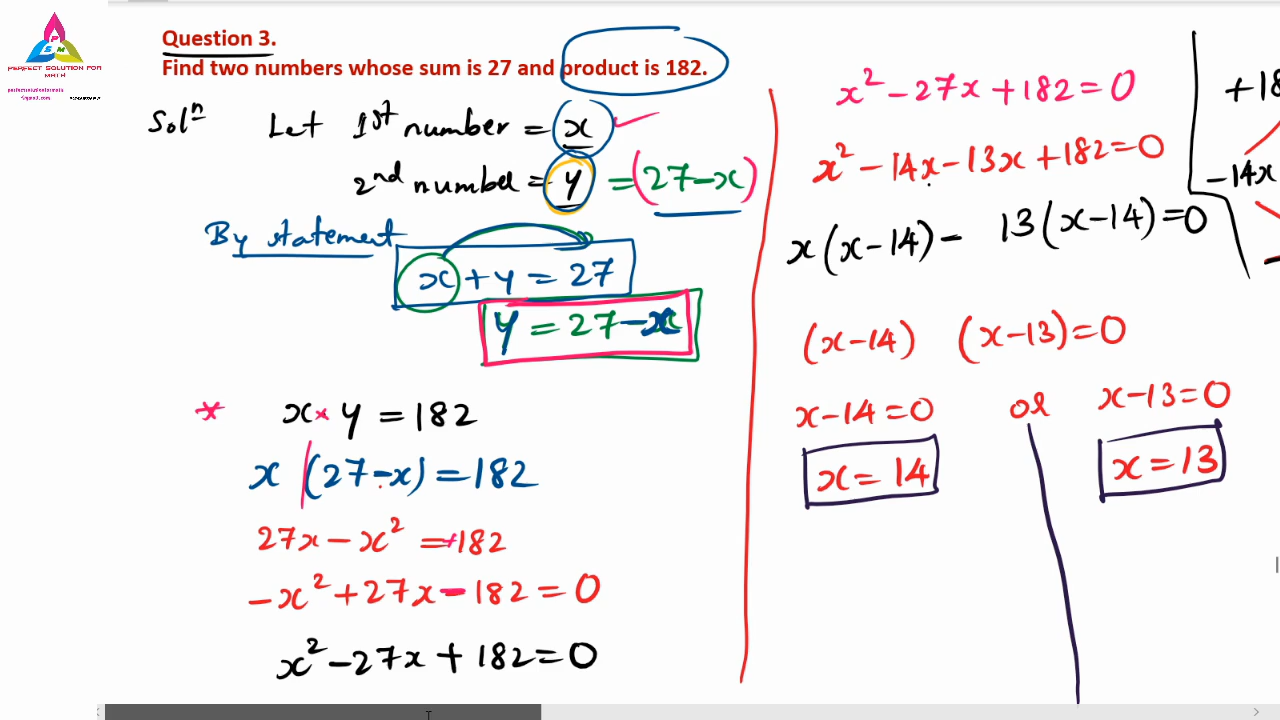 PSM
PERFECT SOLUTION FOR MATH
Question 3.
Find two numbers whose sum is 27 and product is 182.
Solⁿ Let 1st number = x
2nd number = y = (27-x)
By statement
x + y = 27
y = 27-x
* x × y = 182
x (27-x) = 182
27x - x² = +182
-x² + 27x - 182 = 0
x² - 27x + 182 = 0
x² - 27x + 182 = 0
x² - 14x - 13x + 182 = 0
x(x-14) - 13(x-14) = 0
(x-14) (x-13) = 0
x-14 = 0 or x-13 = 0
x = 14
x = 13
-14x